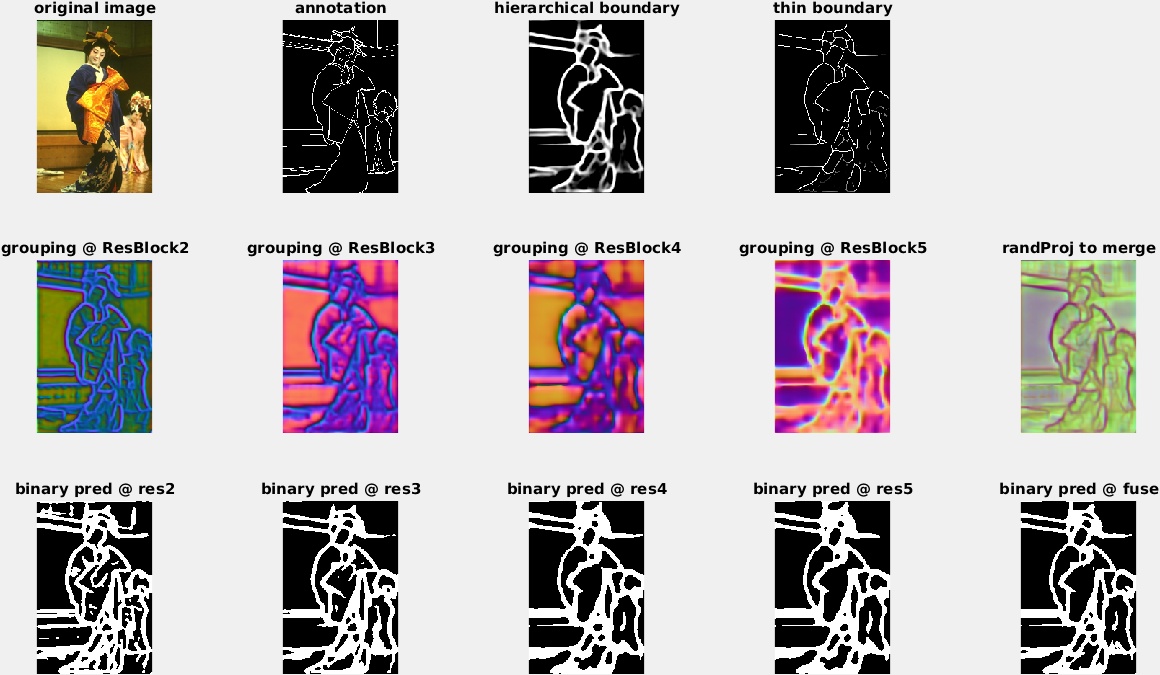 original image
annotation
hierarchical boundary
thin boundary
grouping @ ResBlock2
grouping @ ResBlock3
grouping @ ResBlock4
grouping @ ResBlock5
randProj to merge
binary pred @ res2
binary pred @ res3
binary pred @ res4
binary pred @ res5
binary pred @ fuse